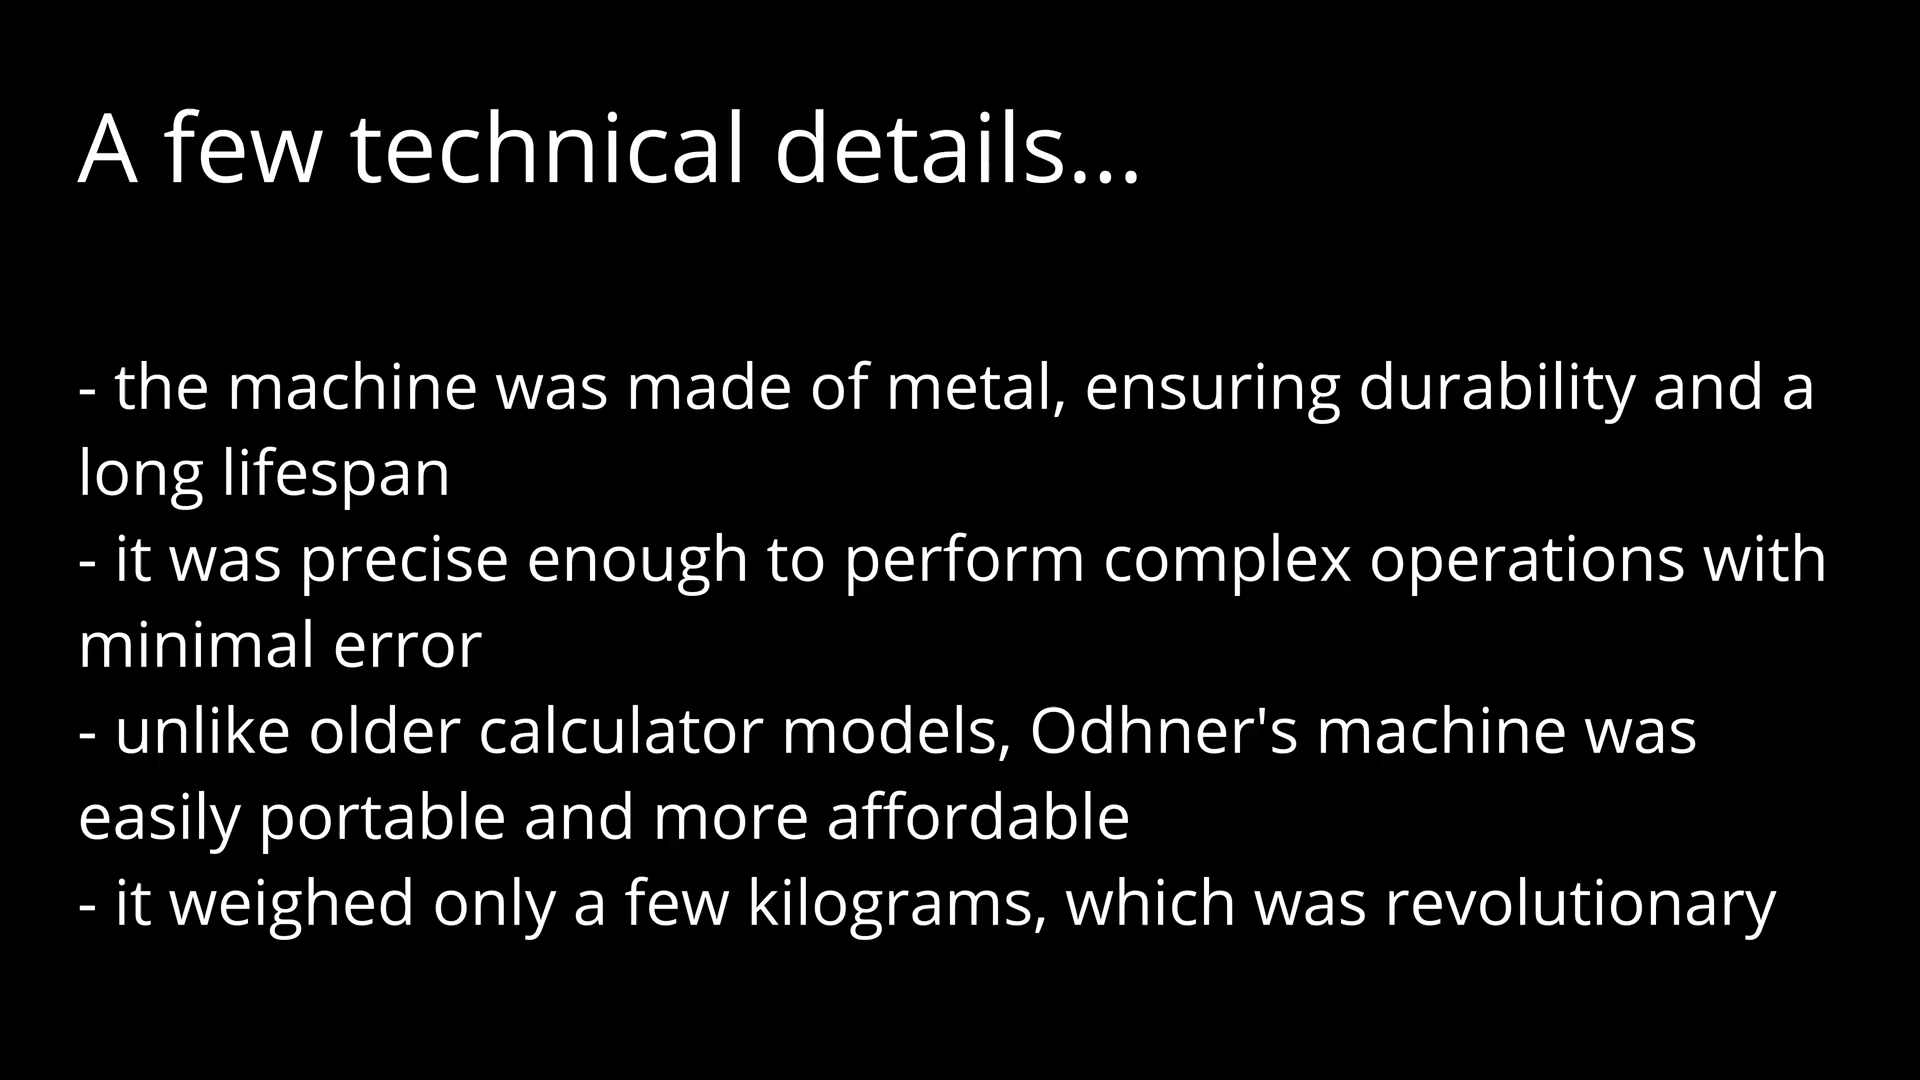 A few technical details...
- the machine was made of metal, ensuring durability and a
long lifespan
- it was precise enough to perform complex operations with
minimal error
- unlike older calculator models, Odhner's machine was
easily portable and more affordable
- it weighed only a few kilograms, which was revolutionary